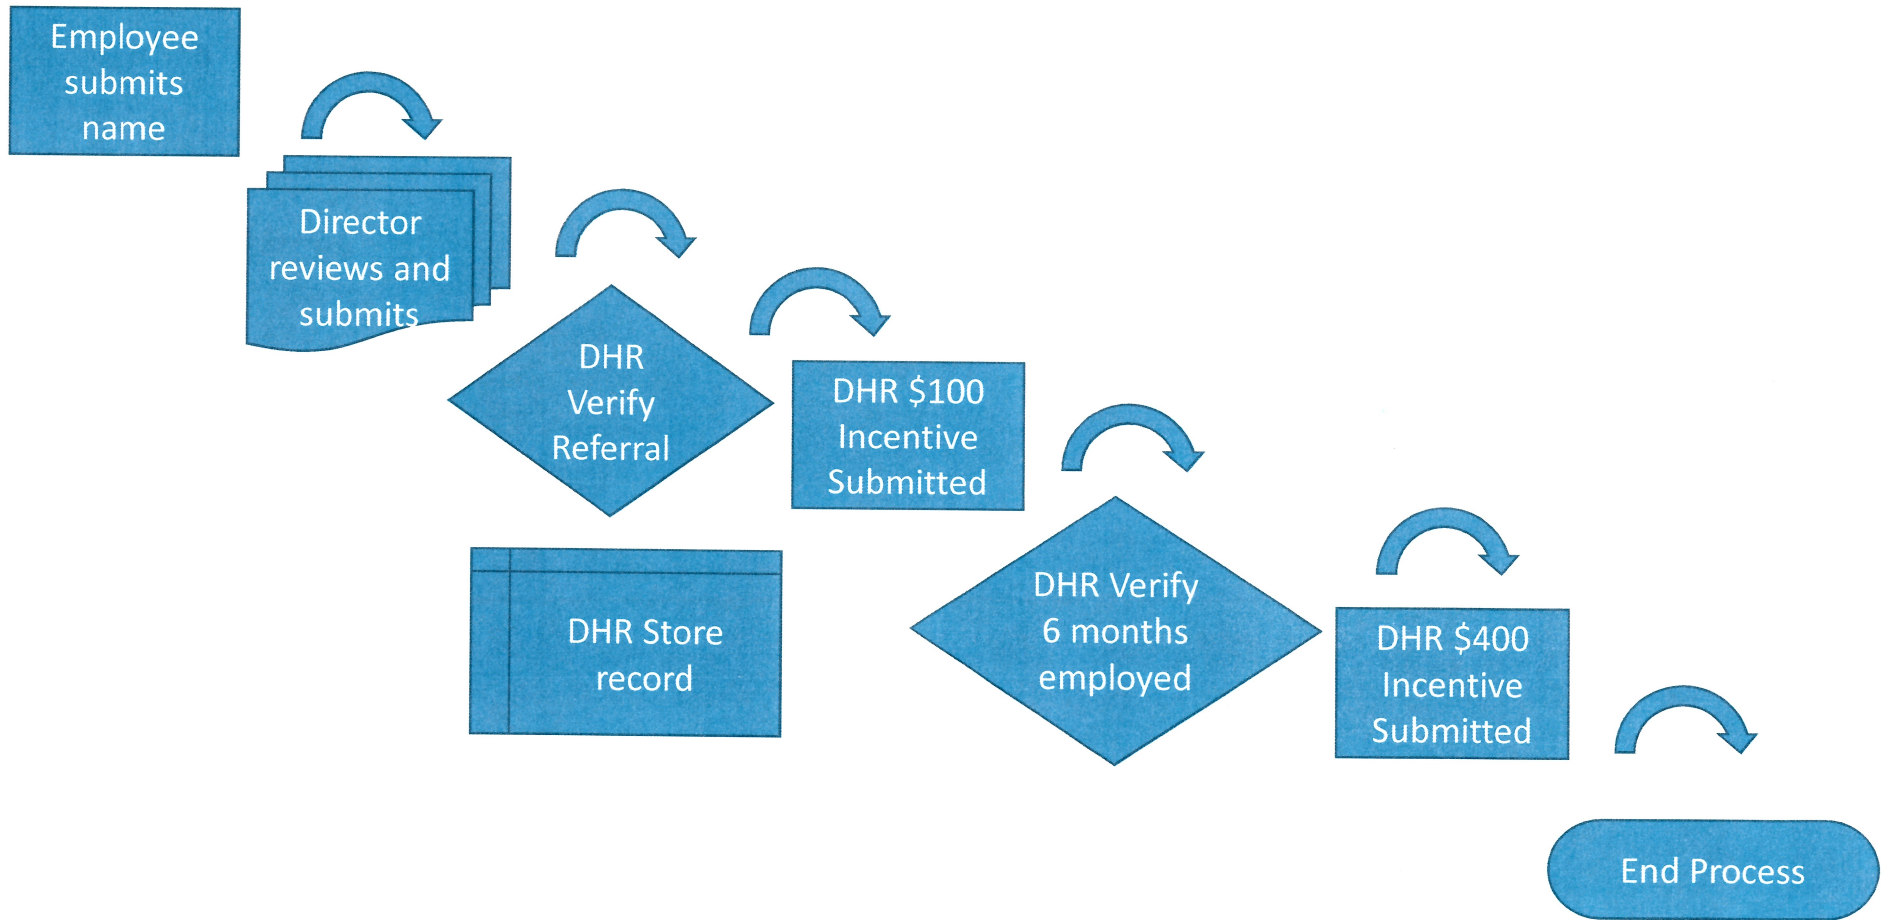 Employee
submits
name
Director
reviews and
submits
DHR
Verify
Referral
DHR $100
Incentive
Submitted
DHR Store
record
DHR Verify
6 months
employed
DHR $400
Incentive
Submitted
End Process